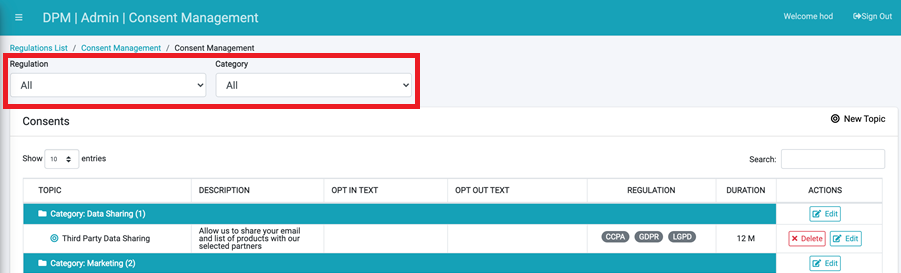 DPM | Admin | Consent Management
Welcome hod
Sign Out
Regulations List / Consent Management / Consent Management
Regulation
Category
All
All
Consents
New Topic
Show 10 entries
Search:
TOPIC DESCRIPTION OPT IN TEXT OPT OUT TEXT REGULATION DURATION ACTIONS
Category: Data Sharing (1)
Edit
Third Party Data Sharing
Allow us to share your email
and list of products with our
selected partners
CCPA GDPR LGPD
12 M
Delete Edit
Category: Marketing (2)
Edit